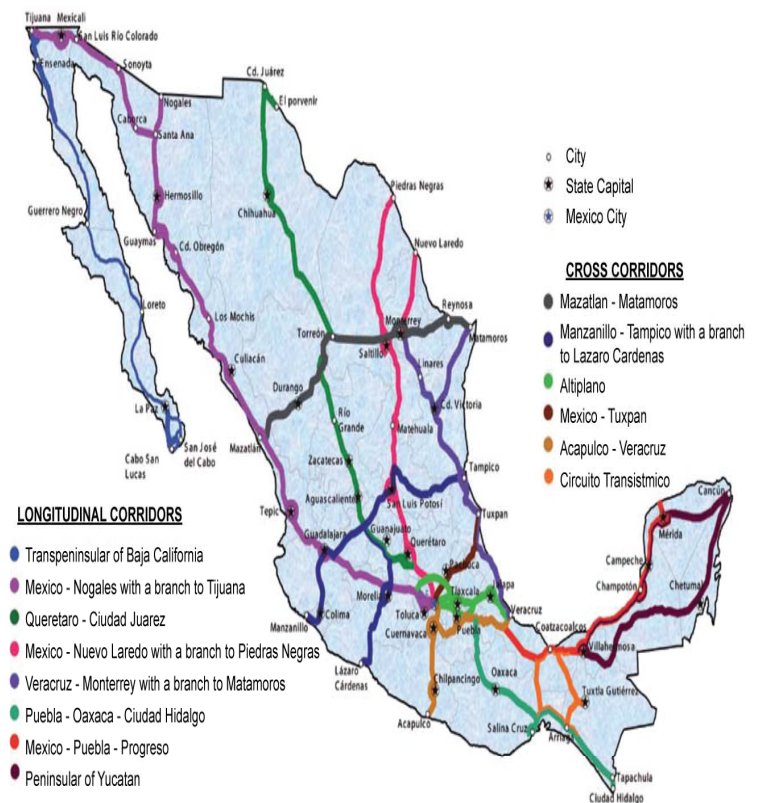 Tijuana Mexicali
San Luis Río Colorado
Ensenada
Sonoyta
Cd. Juárez
El porvenir
Nogales
Caborca
Santa Ana
City
State Capital
Mexico City
Piedras Negras
Hermosillo
Chihuahua
Guerrero Negro
Guaymas
Cd. Obregón
Nuevo Laredo
CROSS CORRIDORS
Mazatlan - Matamoros
Manzanillo - Tampico with a branch
to Lazaro Cardenas
Altiplano
Mexico - Tuxpan
Acapulco - Veracruz
Circuito Transistmico
Loreto
Los Mochis
Reynosa
Monterrey
Matamoros
Torreón
Saltillo
Culiacán
Linares
Durango
La Paz
Cd. Victoria
Río
Grande
Matehuala
San José
del Cabo
Cabo San
Lucas
Mazatlán
Zacatecas
Tampico
Aguascaliente
San Luis Potosí
Cancún
Tepic
Tuxpan
LONGITUDINAL CORRIDORS
Guadalajara
Guanajuato
Querétaro
Mérida
Transpeninsular of Baja California
Pachuca
Campeche
Mexico - Nogales with a branch to Tijuana
Morelia
Tlaxcala
Jalapa
Champotón
Chetumal
Queretaro - Ciudad Juarez
Manzanillo
Colima
Toluca
Veracruz
Cuernavaca
Puebla
Coatzacoalcos
Mexico - Nuevo Laredo with a branch to Piedras Negras
Villahermosa
Lázaro
Cárdenas
Veracruz - Monterrey with a branch to Matamoros
Chilpancingo
Oaxaca
Tuxtla Gutiérrez
Puebla - Oaxaca - Ciudad Hidalgo
Acapulco
Salina Cruz
Arriaga
Mexico - Puebla - Progreso
Peninsular of Yucatan
Tapachula
Ciudad Hidalgo